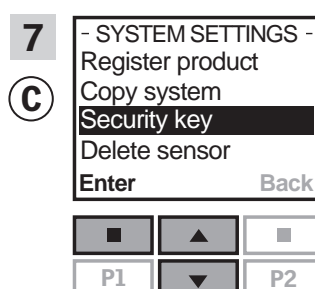 7
C
- SYSTEM SETTINGS -
Register product
Copy system
Security key
Delete sensor
Enter Back
P1 P2